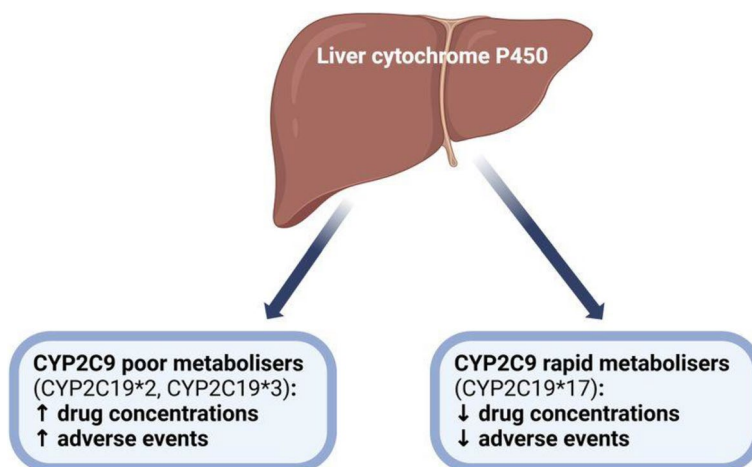 Liver cytochrome P450
CYP2C9 poor metabolisers
(CYP2C19*2, CYP2C19*3):
↑ drug concentrations
↑ adverse events
CYP2C9 rapid metabolisers
(CYP2C19*17):
↓ drug concentrations
↓ adverse events